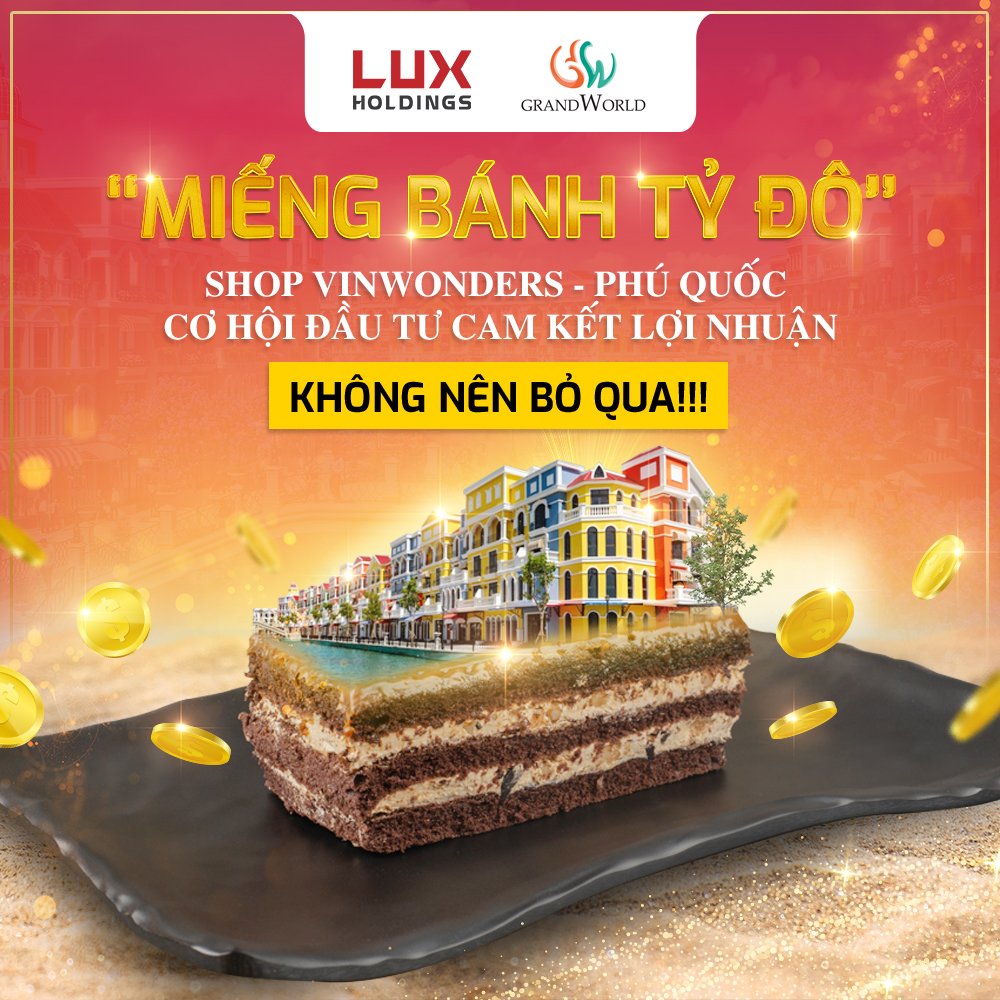 LUX
HOLDINGS
GRANDWORLD
"MIẾNG BÁNH TỶ ĐÔ"
SHOP VINWONDERS - PHÚ QUỐC
CƠ HỘI ĐẦU TƯ CAM KẾT LỢI NHUẬN
KHÔNG NÊN BỎ QUA!!!